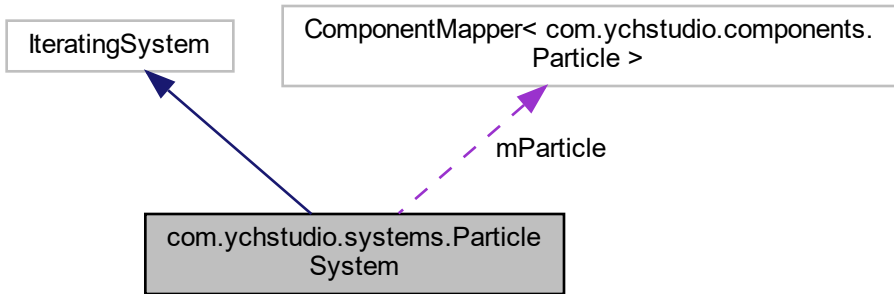 IteratingSystem
ComponentMapper< com.ychstudio.components.
Particle >
mParticle
com.ychstudio.systems.Particle
System